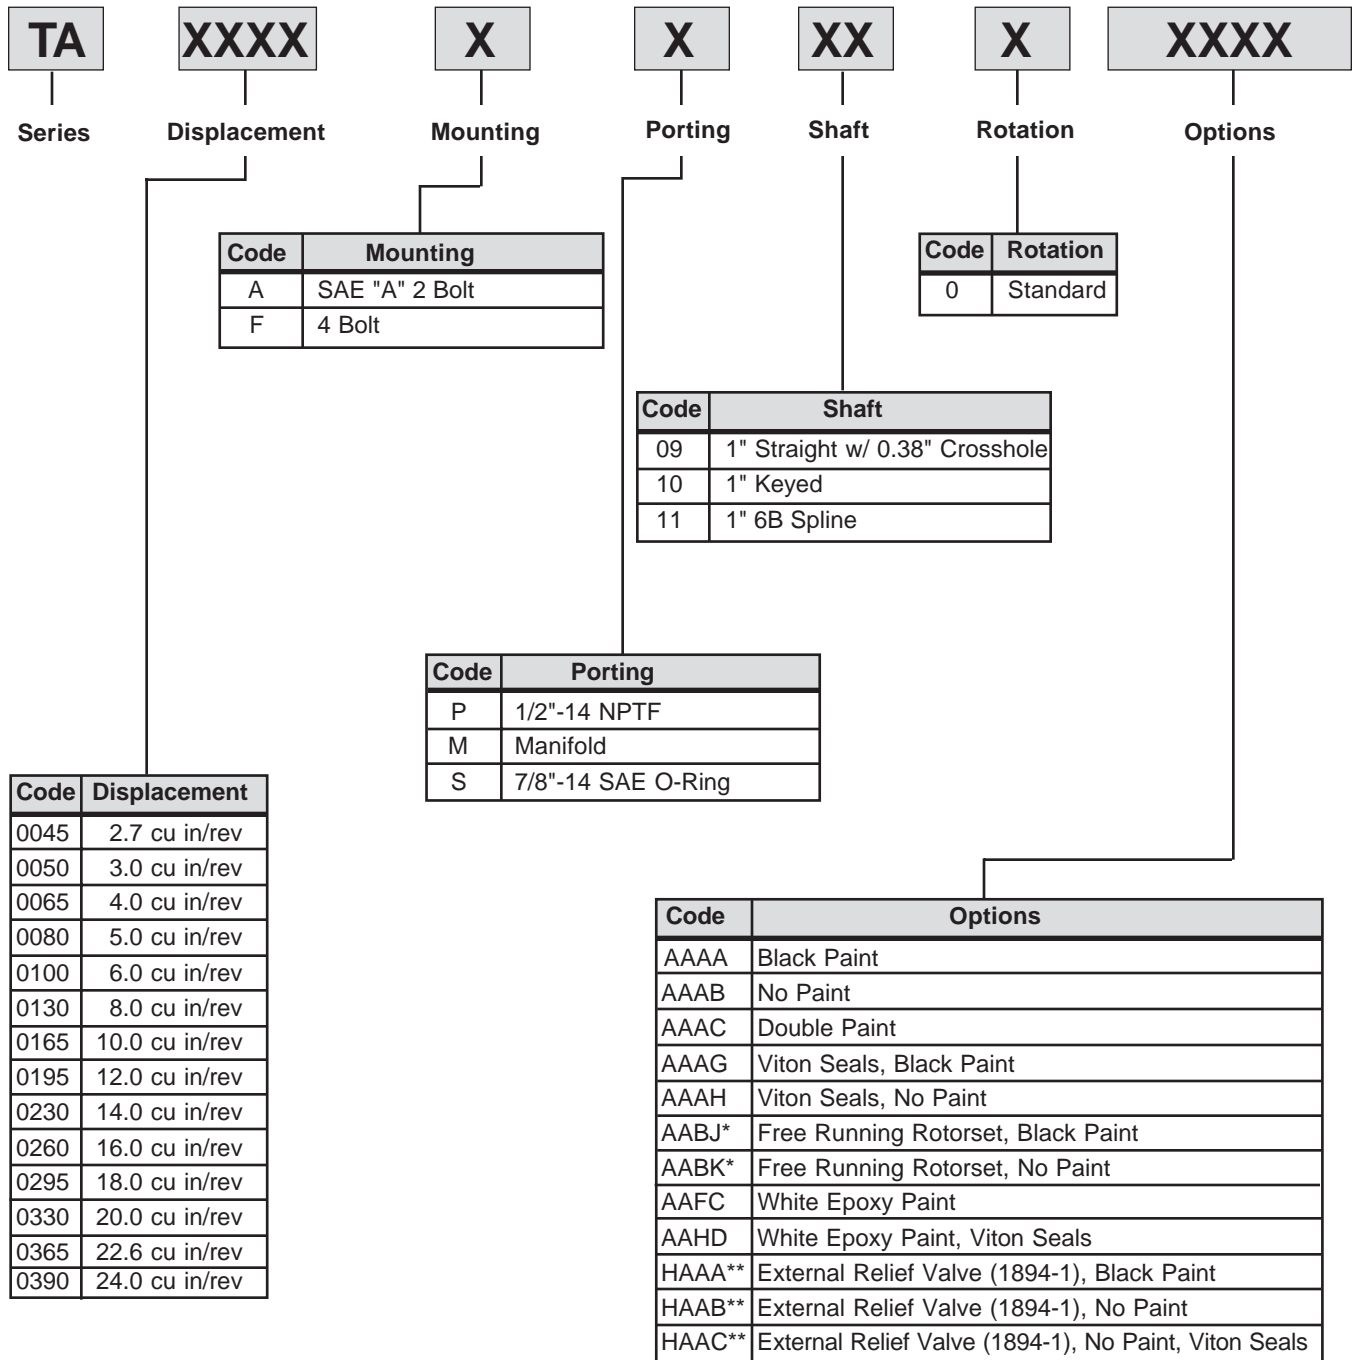 TA XXXX X X XX X XXXX
Series Displacement Mounting Porting Shaft Rotation Options
Code Mounting
A SAE "A" 2 Bolt
F 4 Bolt
Code Rotation
0 Standard
Code Shaft
09 1" Straight w/ 0.38" Crosshole
10 1" Keyed
11 1" 6B Spline
Code Porting
P 1/2"-14 NPTF
M Manifold
S 7/8"-14 SAE O-Ring
Code Displacement
0045 2.7 cu in/rev
0050 3.0 cu in/rev
0065 4.0 cu in/rev
0080 5.0 cu in/rev
0100 6.0 cu in/rev
0130 8.0 cu in/rev
0165 10.0 cu in/rev
0195 12.0 cu in/rev
0230 14.0 cu in/rev
0260 16.0 cu in/rev
0295 18.0 cu in/rev
0330 20.0 cu in/rev
0365 22.6 cu in/rev
0390 24.0 cu in/rev
Code Options
AAAA Black Paint
AAAB No Paint
AAAC Double Paint
AAAG Viton Seals, Black Paint
AAAH Viton Seals, No Paint
AABJ* Free Running Rotorset, Black Paint
AABK* Free Running Rotorset, No Paint
AAFC White Epoxy Paint
AAHD White Epoxy Paint, Viton Seals
HAAA** External Relief Valve (1894-1), Black Paint
HAAB** External Relief Valve (1894-1), No Paint
HAAC** External Relief Valve (1894-1), No Paint, Viton Seals